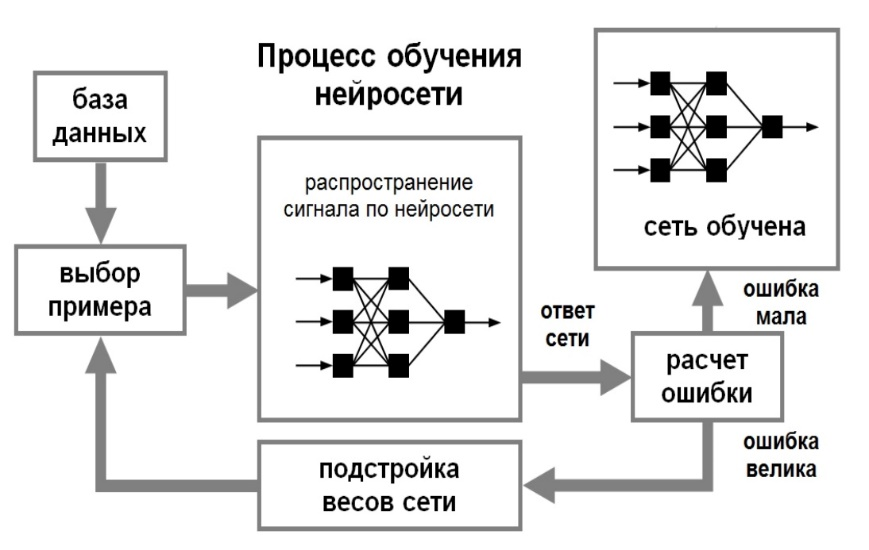 Процесс обучения
нейросети
база
данных
распространение
сигнала по нейросети
сеть обучена
выбор
примера
ответ
сети
ошибка
мала
расчет
ошибки
ошибка
велика
подстройка
весов сети